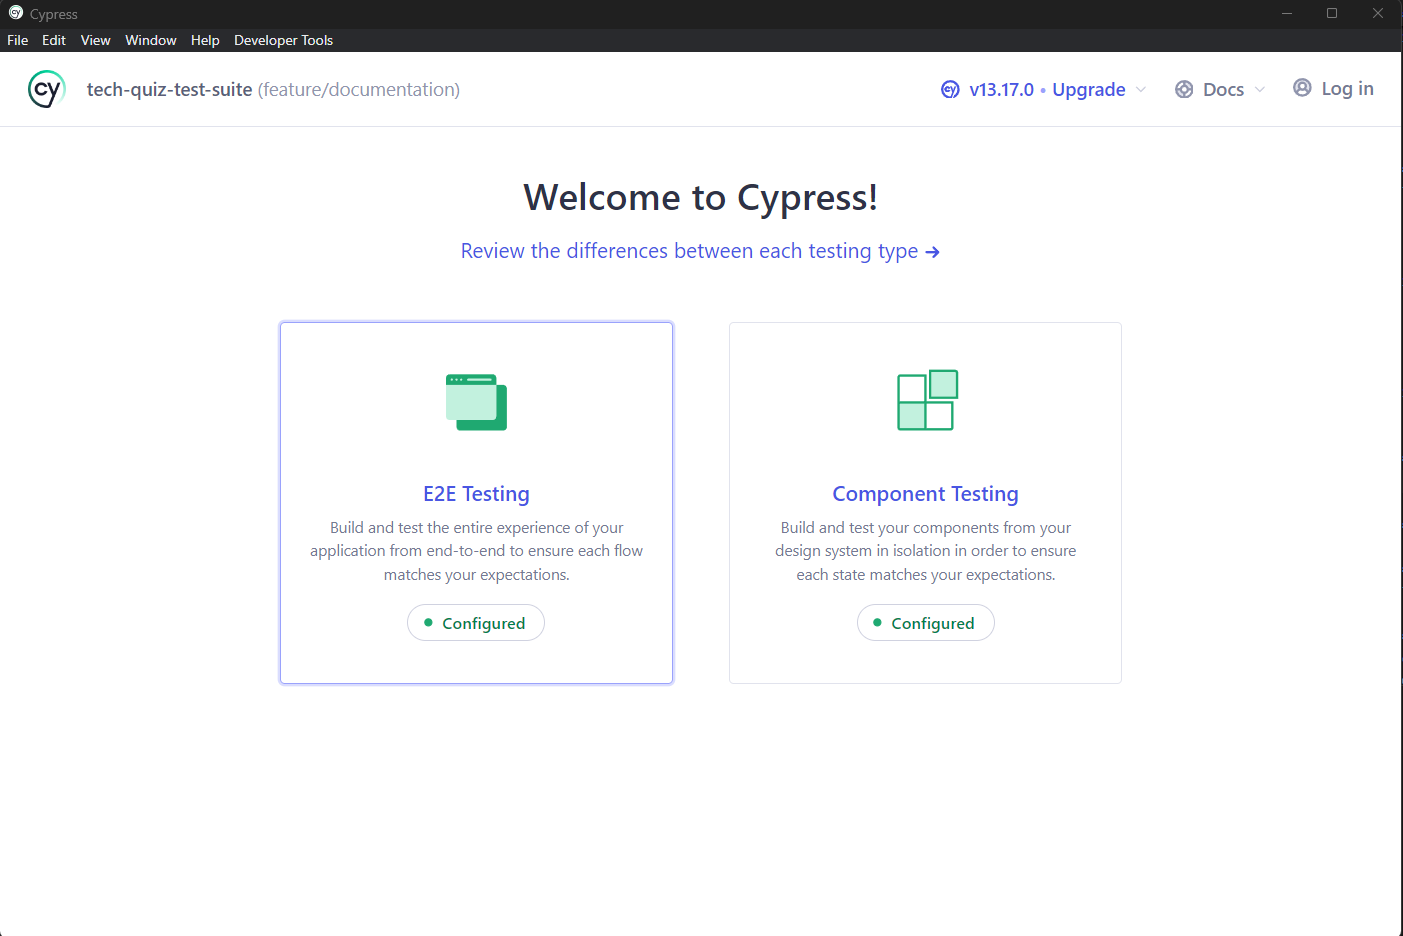 cy Cypress
File Edit View Window Help Developer Tools
cy tech-quiz-test-suite (feature/documentation) cy v13.17.0 • Upgrade Docs Log in
Welcome to Cypress!
Review the differences between each testing type →
E2E Testing
Build and test the entire experience of your
application from end-to-end to ensure each flow
matches your expectations.
Configured
Component Testing
Build and test your components from your
design system in isolation in order to ensure
each state matches your expectations.
Configured